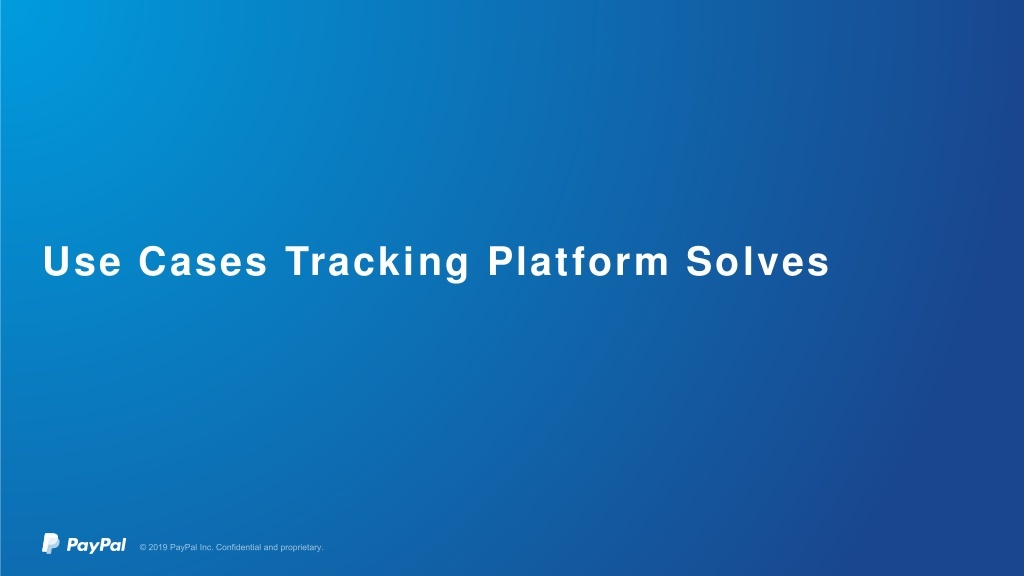 Use Cases Tracking Platform Solves
PayPal © 2019 PayPal Inc. Confidential and proprietary.